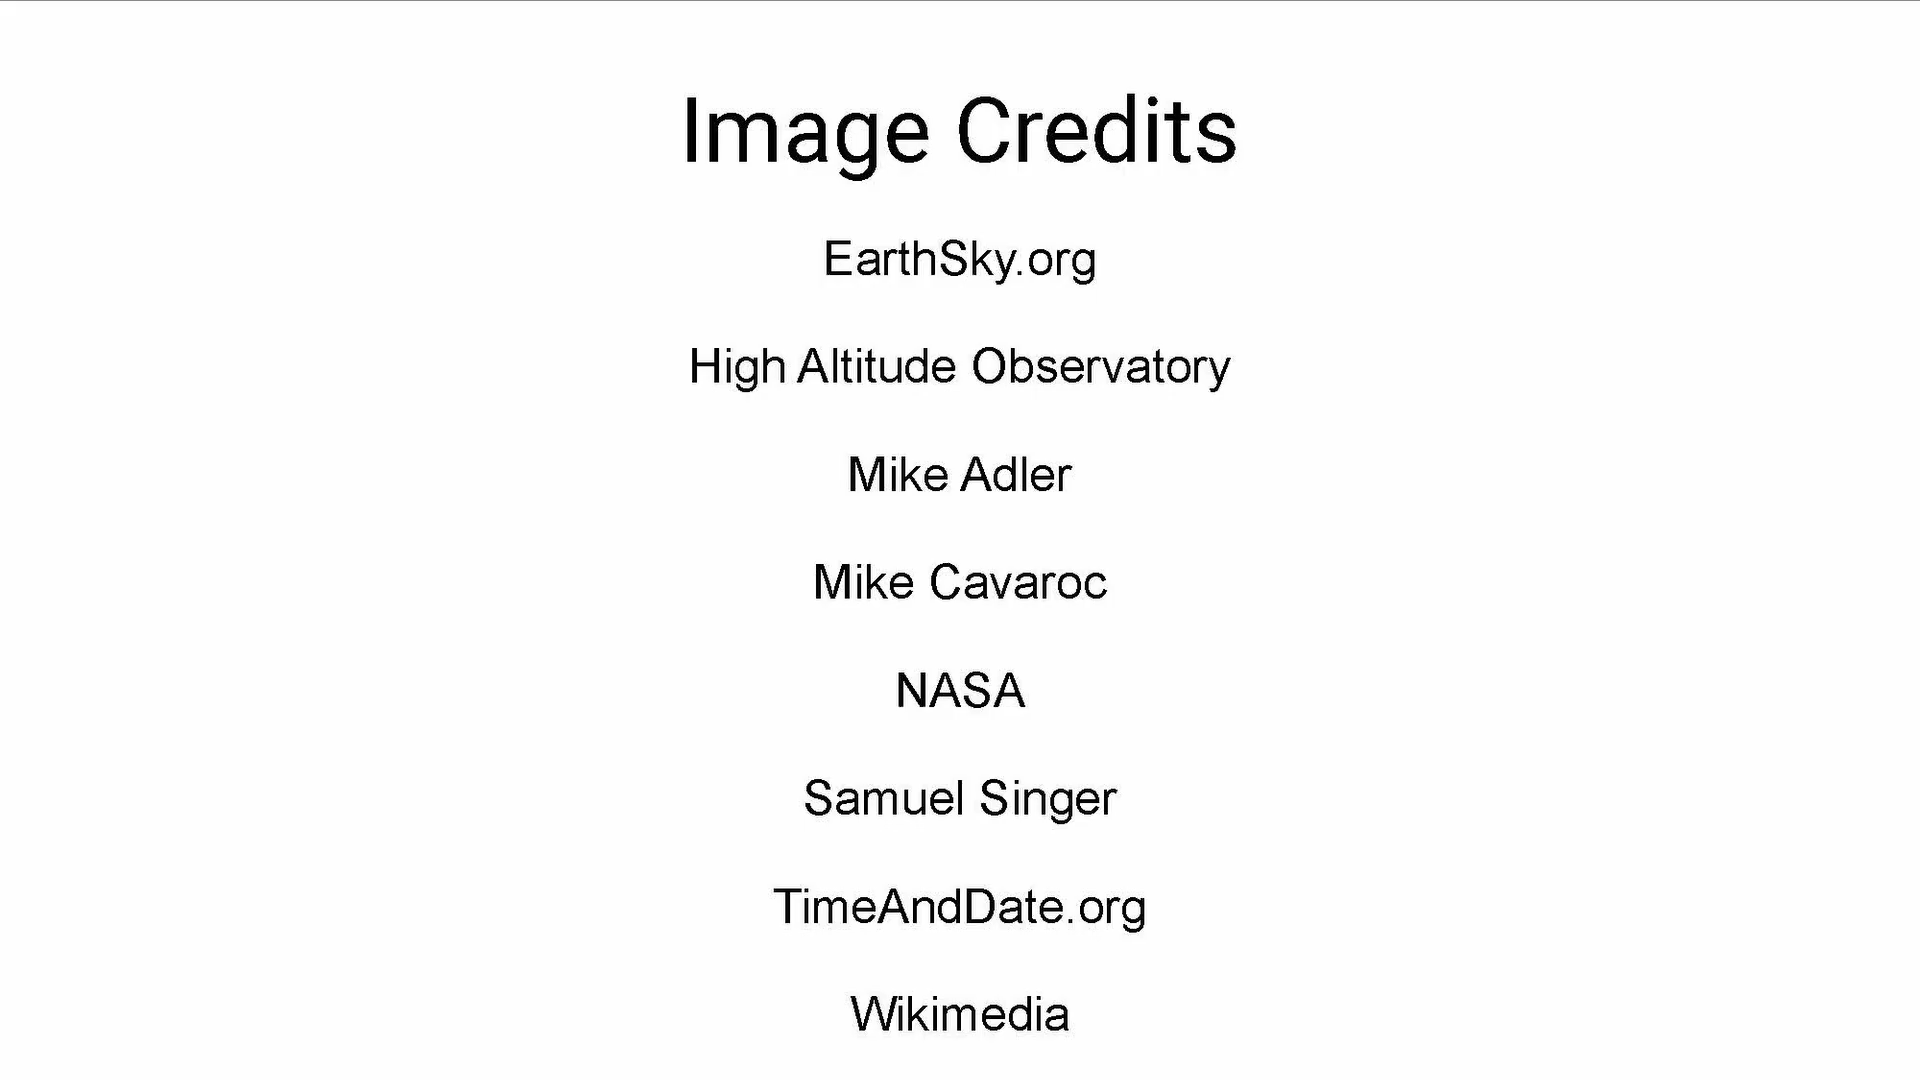 Image Credits
EarthSky.org
High Altitude Observatory
Mike Adler
Mike Cavaroc
NASA
Samuel Singer
TimeAndDate.org
Wikimedia